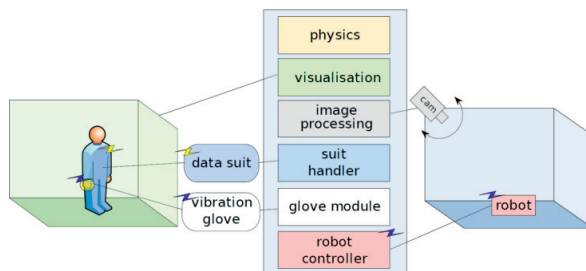 physics
visualisation
image
processing
cam
data suit
suit
handler
vibration
glove
glove module
robot
robot
controller